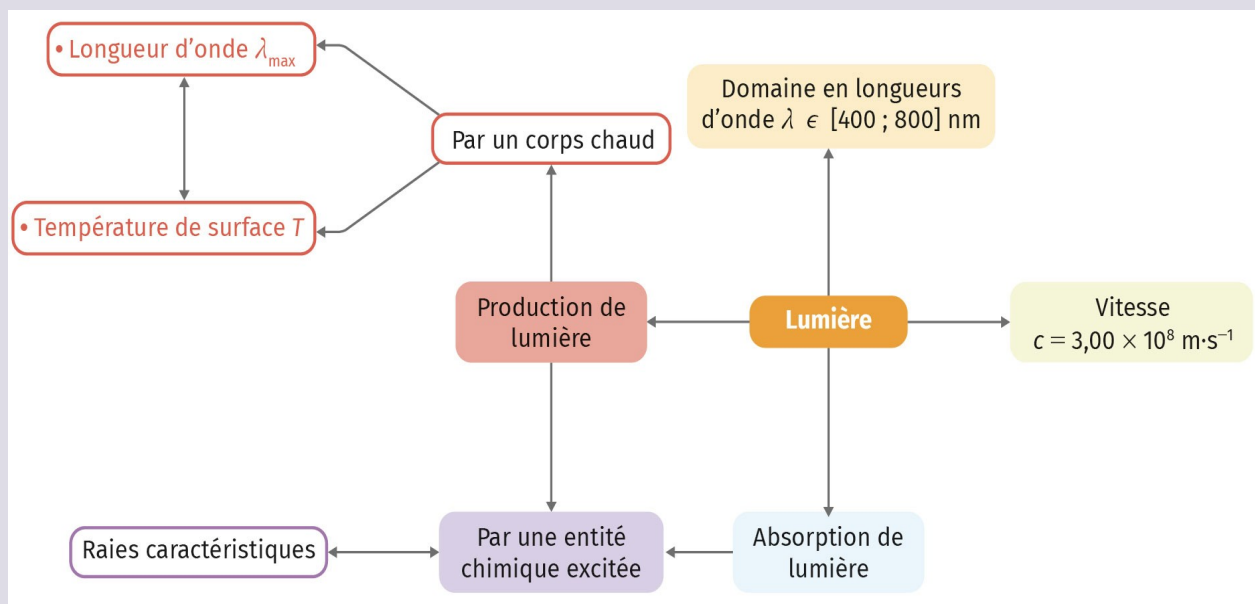 • Longueur d'onde λmax
Domaine en longueurs
d'onde λ ϵ [400 ; 800] nm
Par un corps chaud
• Température de surface T
Production de
lumière
Lumière
Vitesse
c = 3,00 × 10⁸ m·s⁻¹
Raies caractéristiques
Par une entité
chimique excitée
Absorption de
lumière